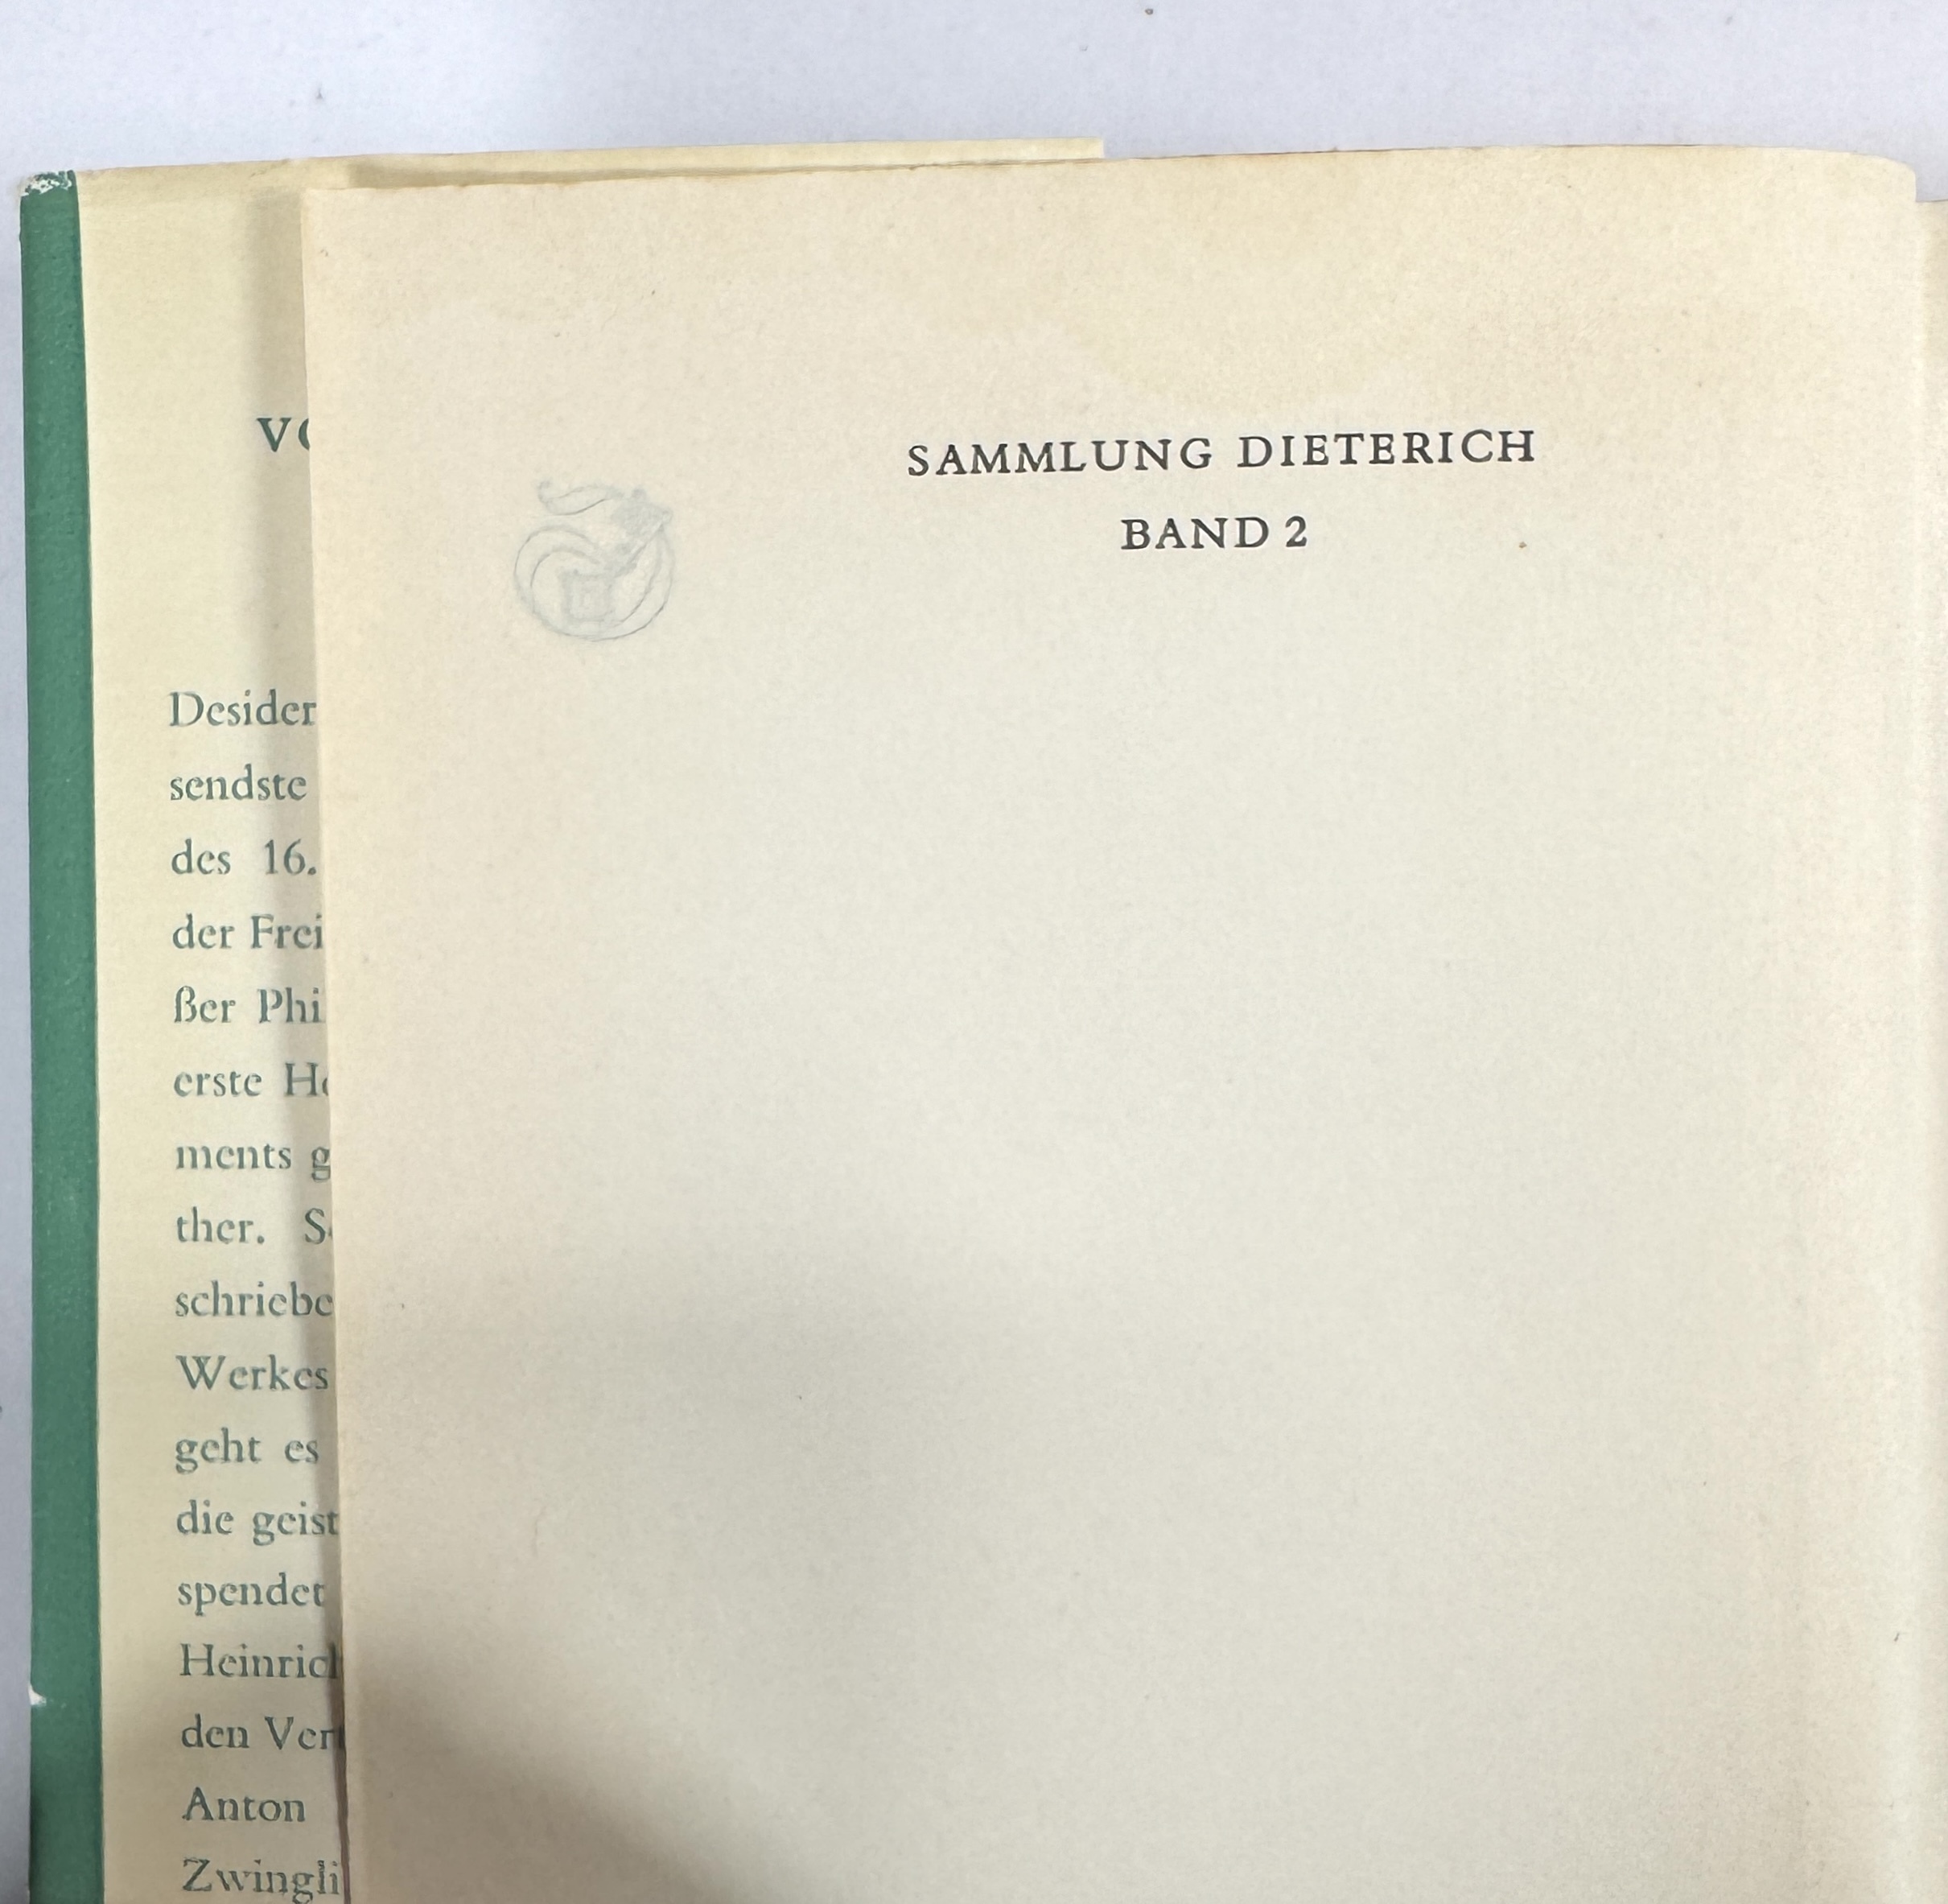 SAMMLUNG DIETERICH
BAND 2
Desider
sendste
des 16.
der Frei
ßer Phi
erste
ments g
ther.
schriebe
Werkes
geht es
die geist
spendet
Heinrich
den Ver
Anton
Zwingli